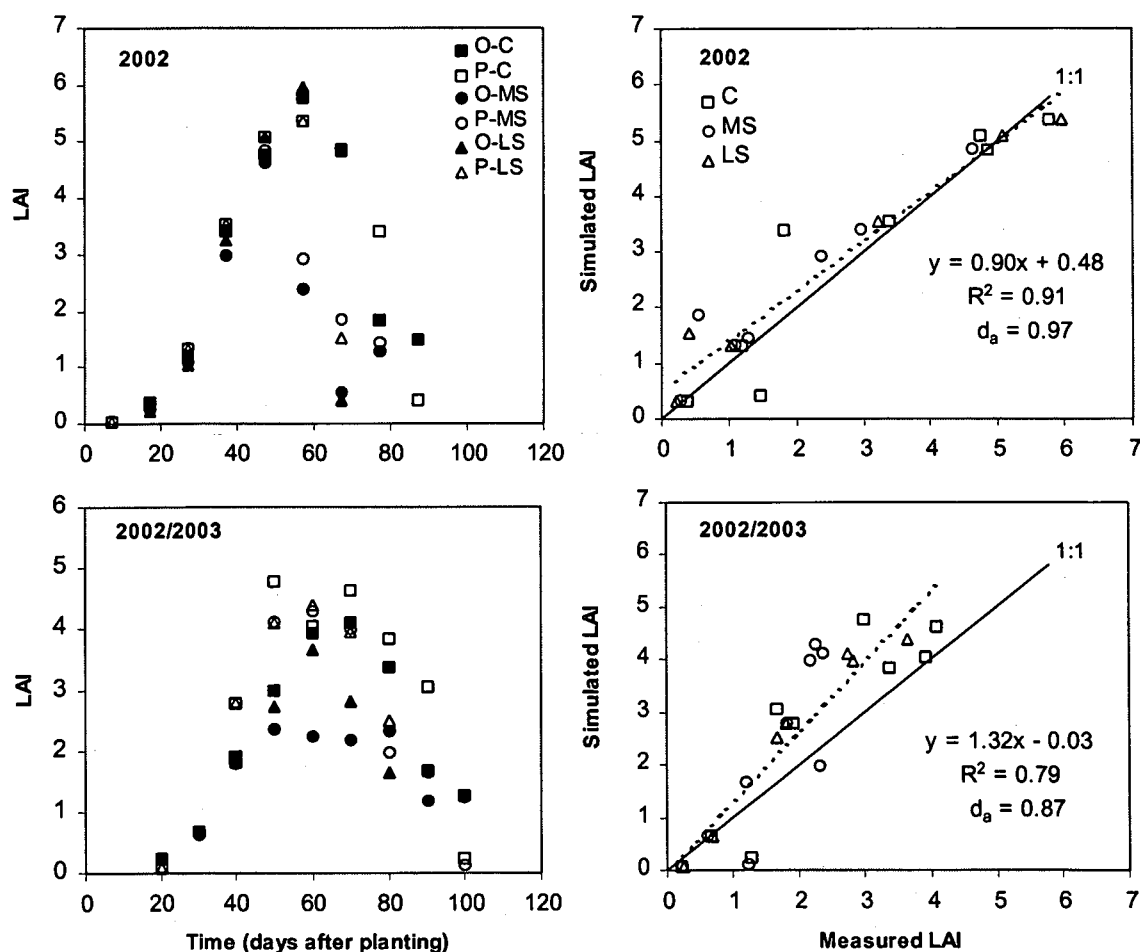 7
6
5
4
3
2
1
0
LAI
2002
O-C
P-C
O-MS
P-MS
O-LS
P-LS
0 20 40 60 80 100 120
7
6
5
4
3
2
1
0
Simulated LAI
2002
C
MS
LS
1:1
y = 0.90x + 0.48
R² = 0.91
dₐ = 0.97
0 1 2 3 4 5 6 7
6
5
4
3
2
1
0
LAI
2002/2003
0 20 40 60 80 100 120
Time (days after planting)
7
6
5
4
3
2
1
0
Simulated LAI
2002/2003
1:1
y = 1.32x - 0.03
R² = 0.79
dₐ = 0.87
0 1 2 3 4 5 6 7
Measured LAI